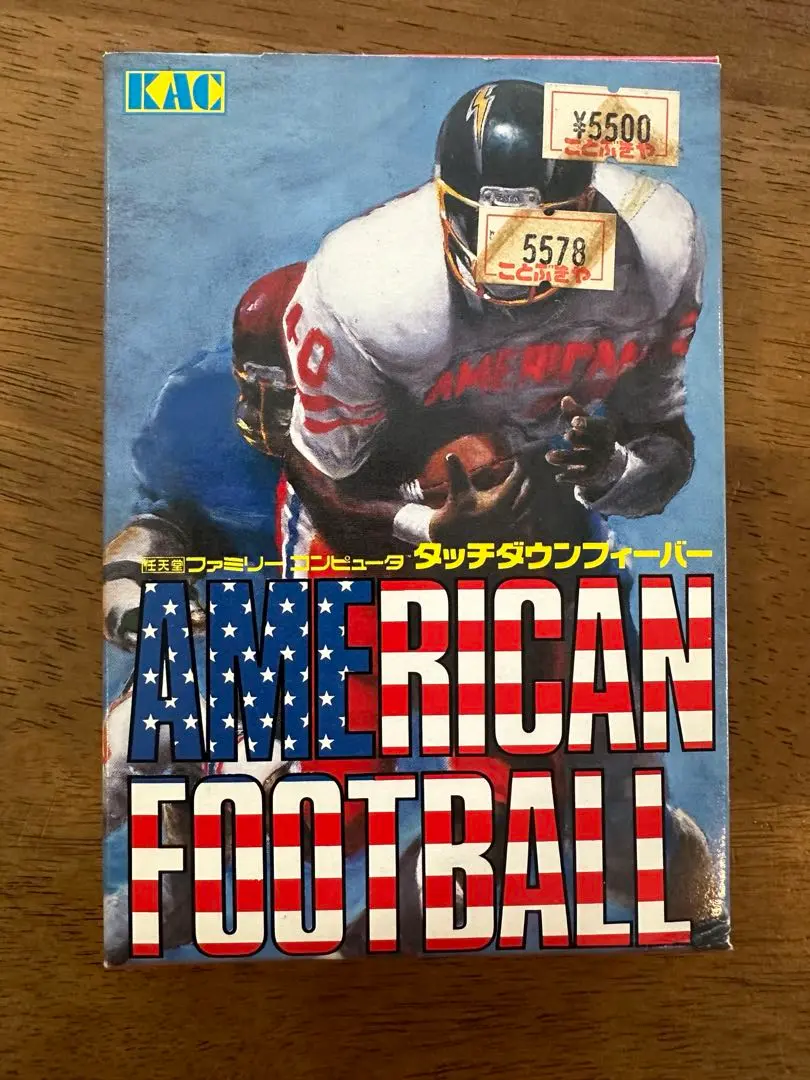 KAC
¥5500
ことぶきや
5578
ことぶきや
40
AMERICAN
任天堂 ファミリーコンピュータ タッチダウンフィーバー
AMERICAN
FOOTBALL